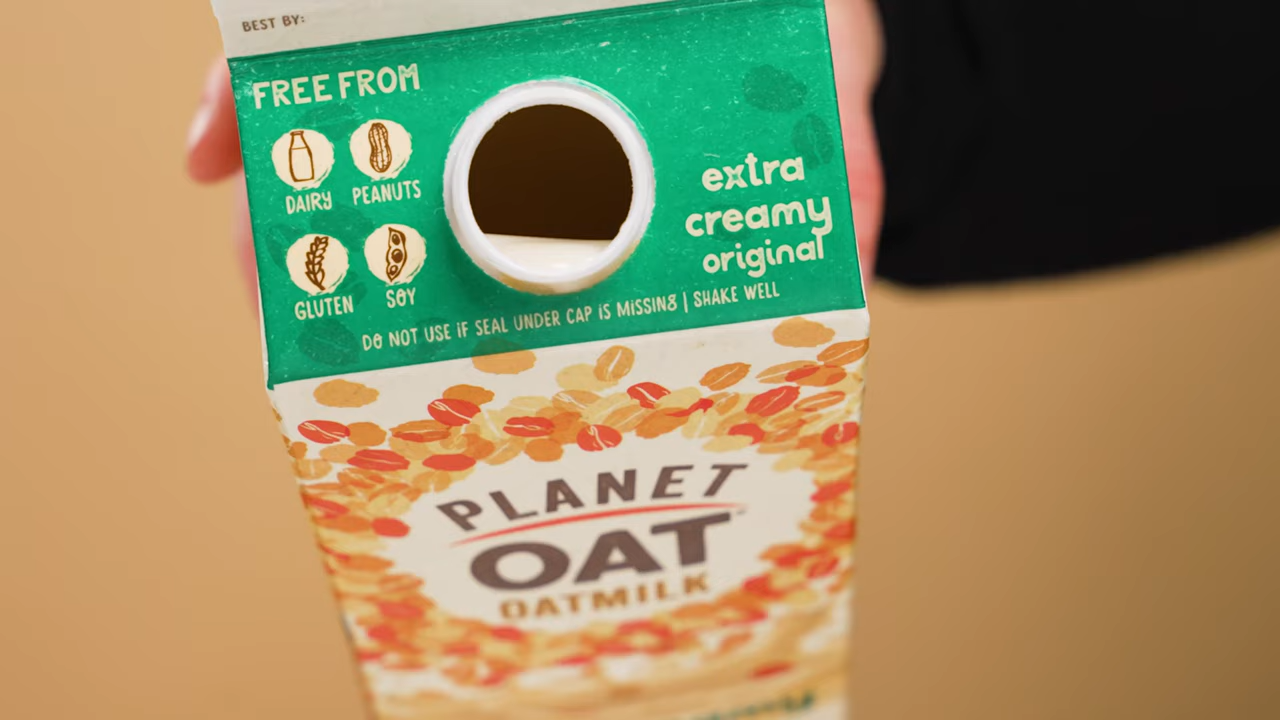 BEST BY:
FREE FROM
DAIRY
PEANUTS
GLUTEN
SOY
extra
creamy
original
DO NOT USE iF SEAL UNDER CAP iS MiSSING | SHAKE WELL
PLANET
OAT
OATMILK